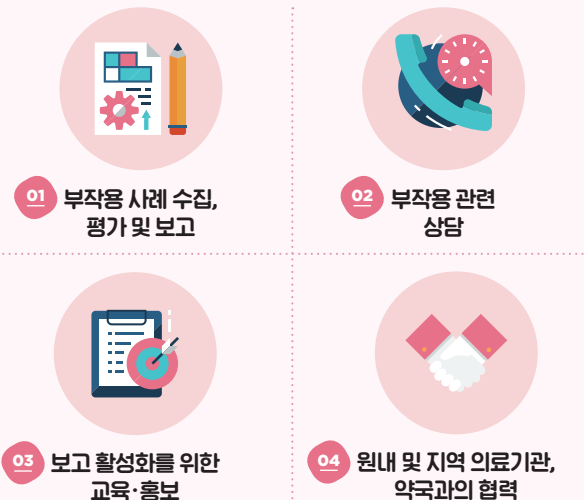 01 부작용 사례 수집,
평가 및 보고
02 부작용 관련
상담
03 보고 활성화를 위한
교육·홍보
04 원내 및 지역 의료기관,
약국과의 협력